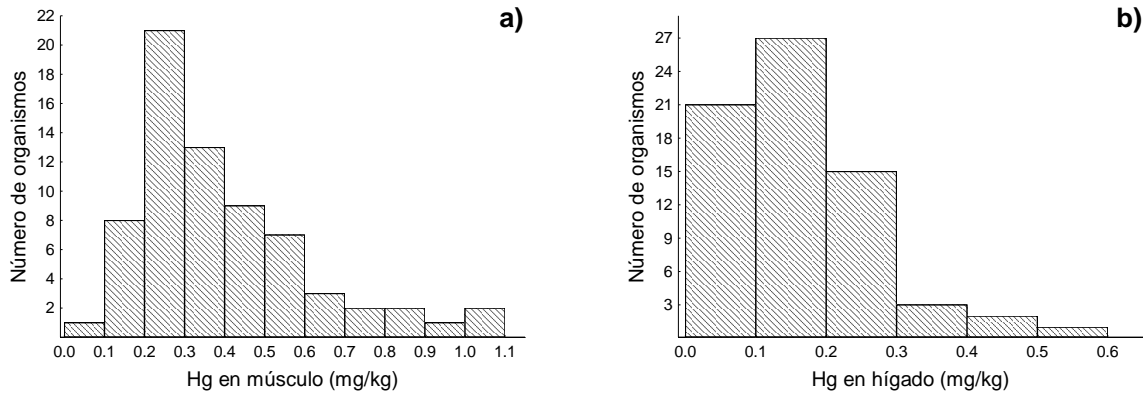 a)
Número de organismos
22
20
18
16
14
12
10
8
6
4
2
0.0 0.1 0.2 0.3 0.4 0.5 0.6 0.7 0.8 0.9 1.0 1.1
Hg en músculo (mg/kg)
b)
Número de organismos
27
24
21
18
15
12
9
6
3
0.0 0.1 0.2 0.3 0.4 0.5 0.6
Hg en hígado (mg/kg)